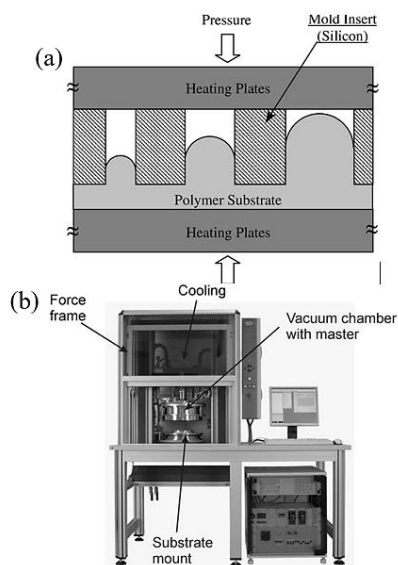 Pressure
Mold Insert
(Silicon)
(a)
Heating Plates
Polymer Substrate
Heating Plates
(b)
Cooling
Force
frame
Vacuum chamber
with master
Substrate
mount